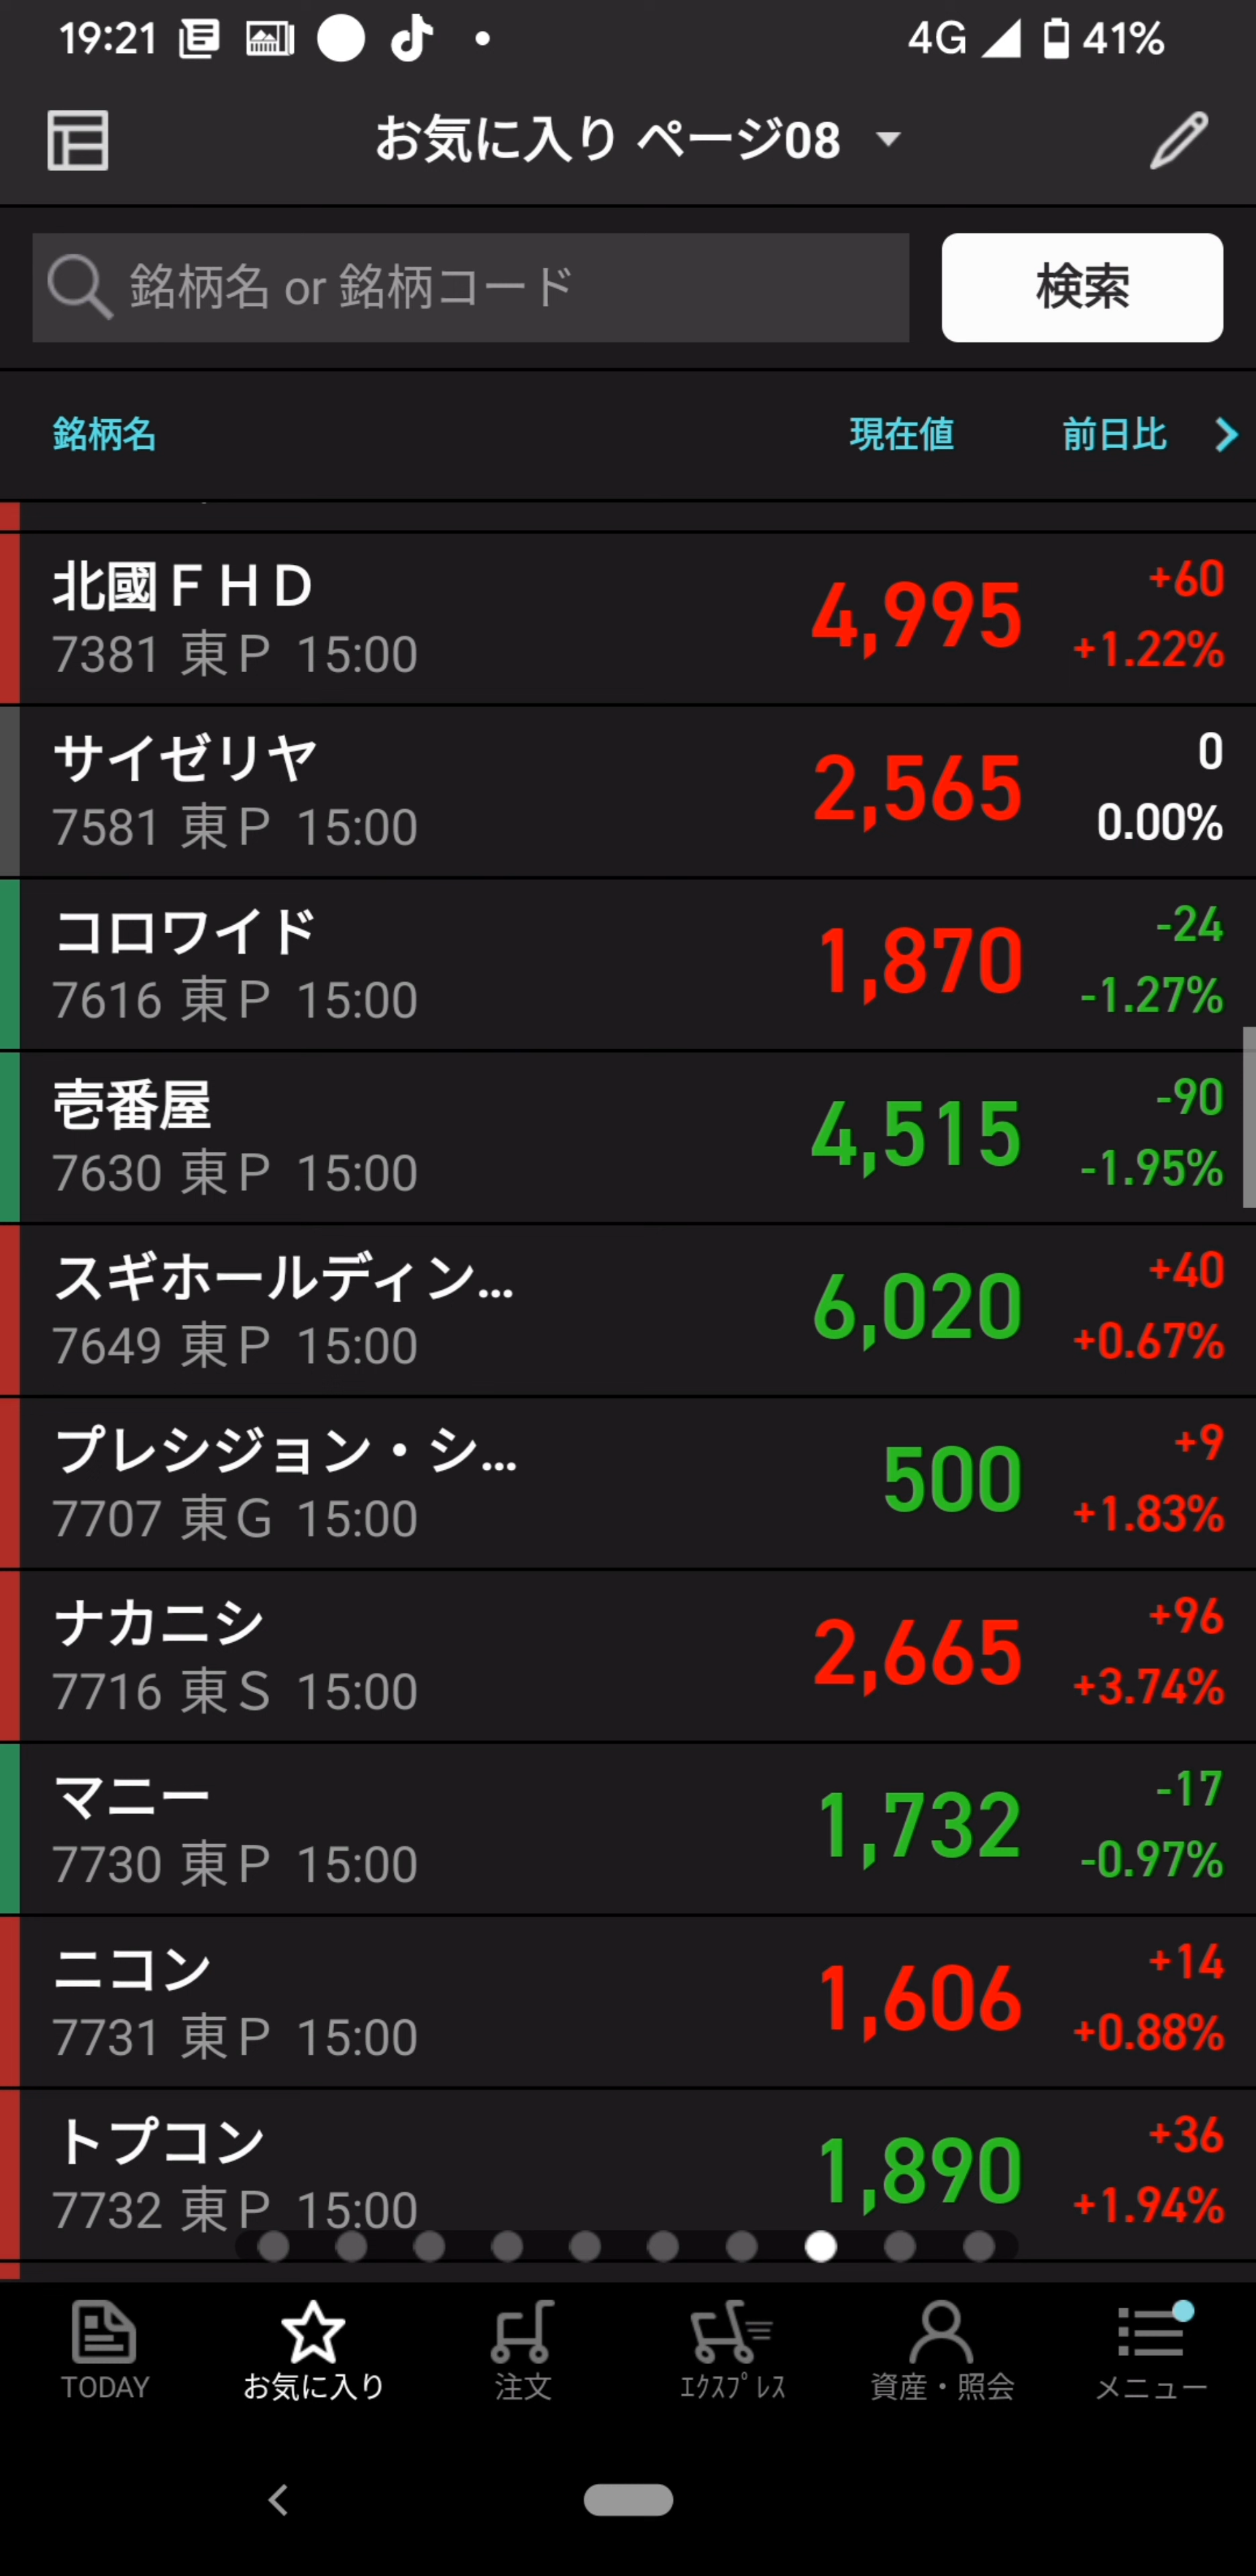 19:21 4G 41%
お気に入り ページ08
銘柄名 or 銘柄コード 検索
銘柄名 現在値 前日比
北國ＦＨＤ 4,995 +60
7381 東Ｐ 15:00 +1.22%
サイゼリヤ 2,565 0
7581 東Ｐ 15:00 0.00%
コロワイド 1,870 -24
7616 東Ｐ 15:00 -1.27%
壱番屋 4,515 -90
7630 東Ｐ 15:00 -1.95%
スギホールディン... 6,020 +40
7649 東Ｐ 15:00 +0.67%
プレシジョン・シ... 500 +9
7707 東Ｇ 15:00 +1.83%
ナカニシ 2,665 +96
7716 東Ｓ 15:00 +3.74%
マニー 1,732 -17
7730 東Ｐ 15:00 -0.97%
ニコン 1,606 +14
7731 東Ｐ 15:00 +0.88%
トプコン 1,890 +36
7732 東Ｐ 15:00 +1.94%
TODAY お気に入り 注文 ｴｸｽﾌﾟﾚｽ 資産・照会 メニュー